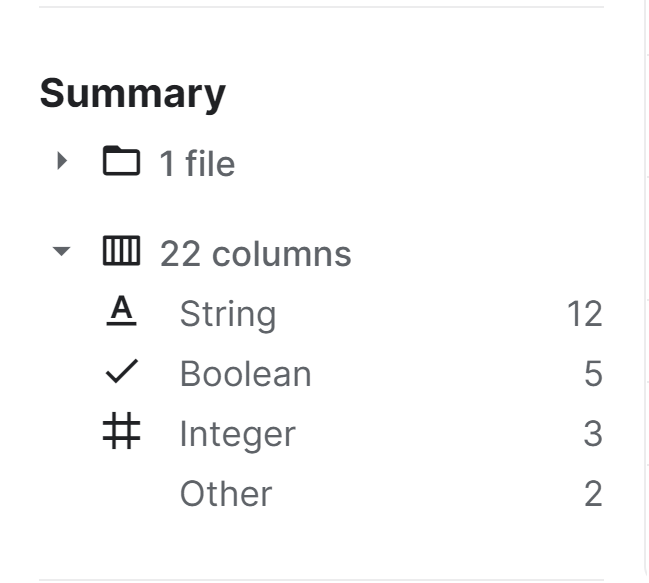 Summary
1 file
22 columns
String 12
Boolean 5
Integer 3
Other 2